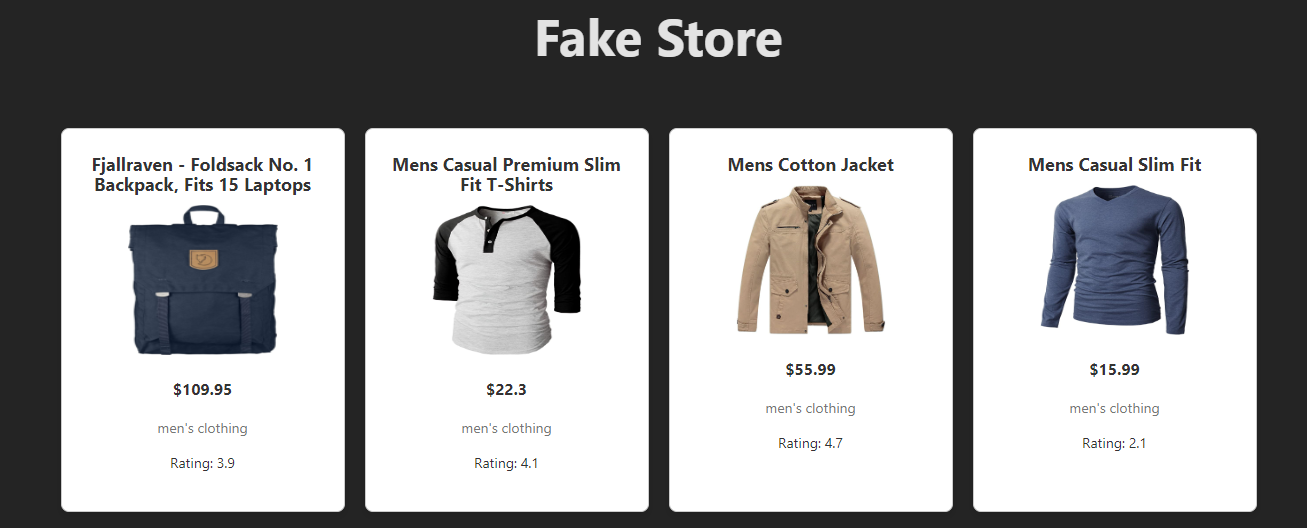 Fake Store
Fjallraven - Foldsack No. 1
Backpack, Fits 15 Laptops
$109.95
men's clothing
Rating: 3.9
Mens Casual Premium Slim
Fit T-Shirts
$22.3
men's clothing
Rating: 4.1
Mens Cotton Jacket
$55.99
men's clothing
Rating: 4.7
Mens Casual Slim Fit
$15.99
men's clothing
Rating: 2.1